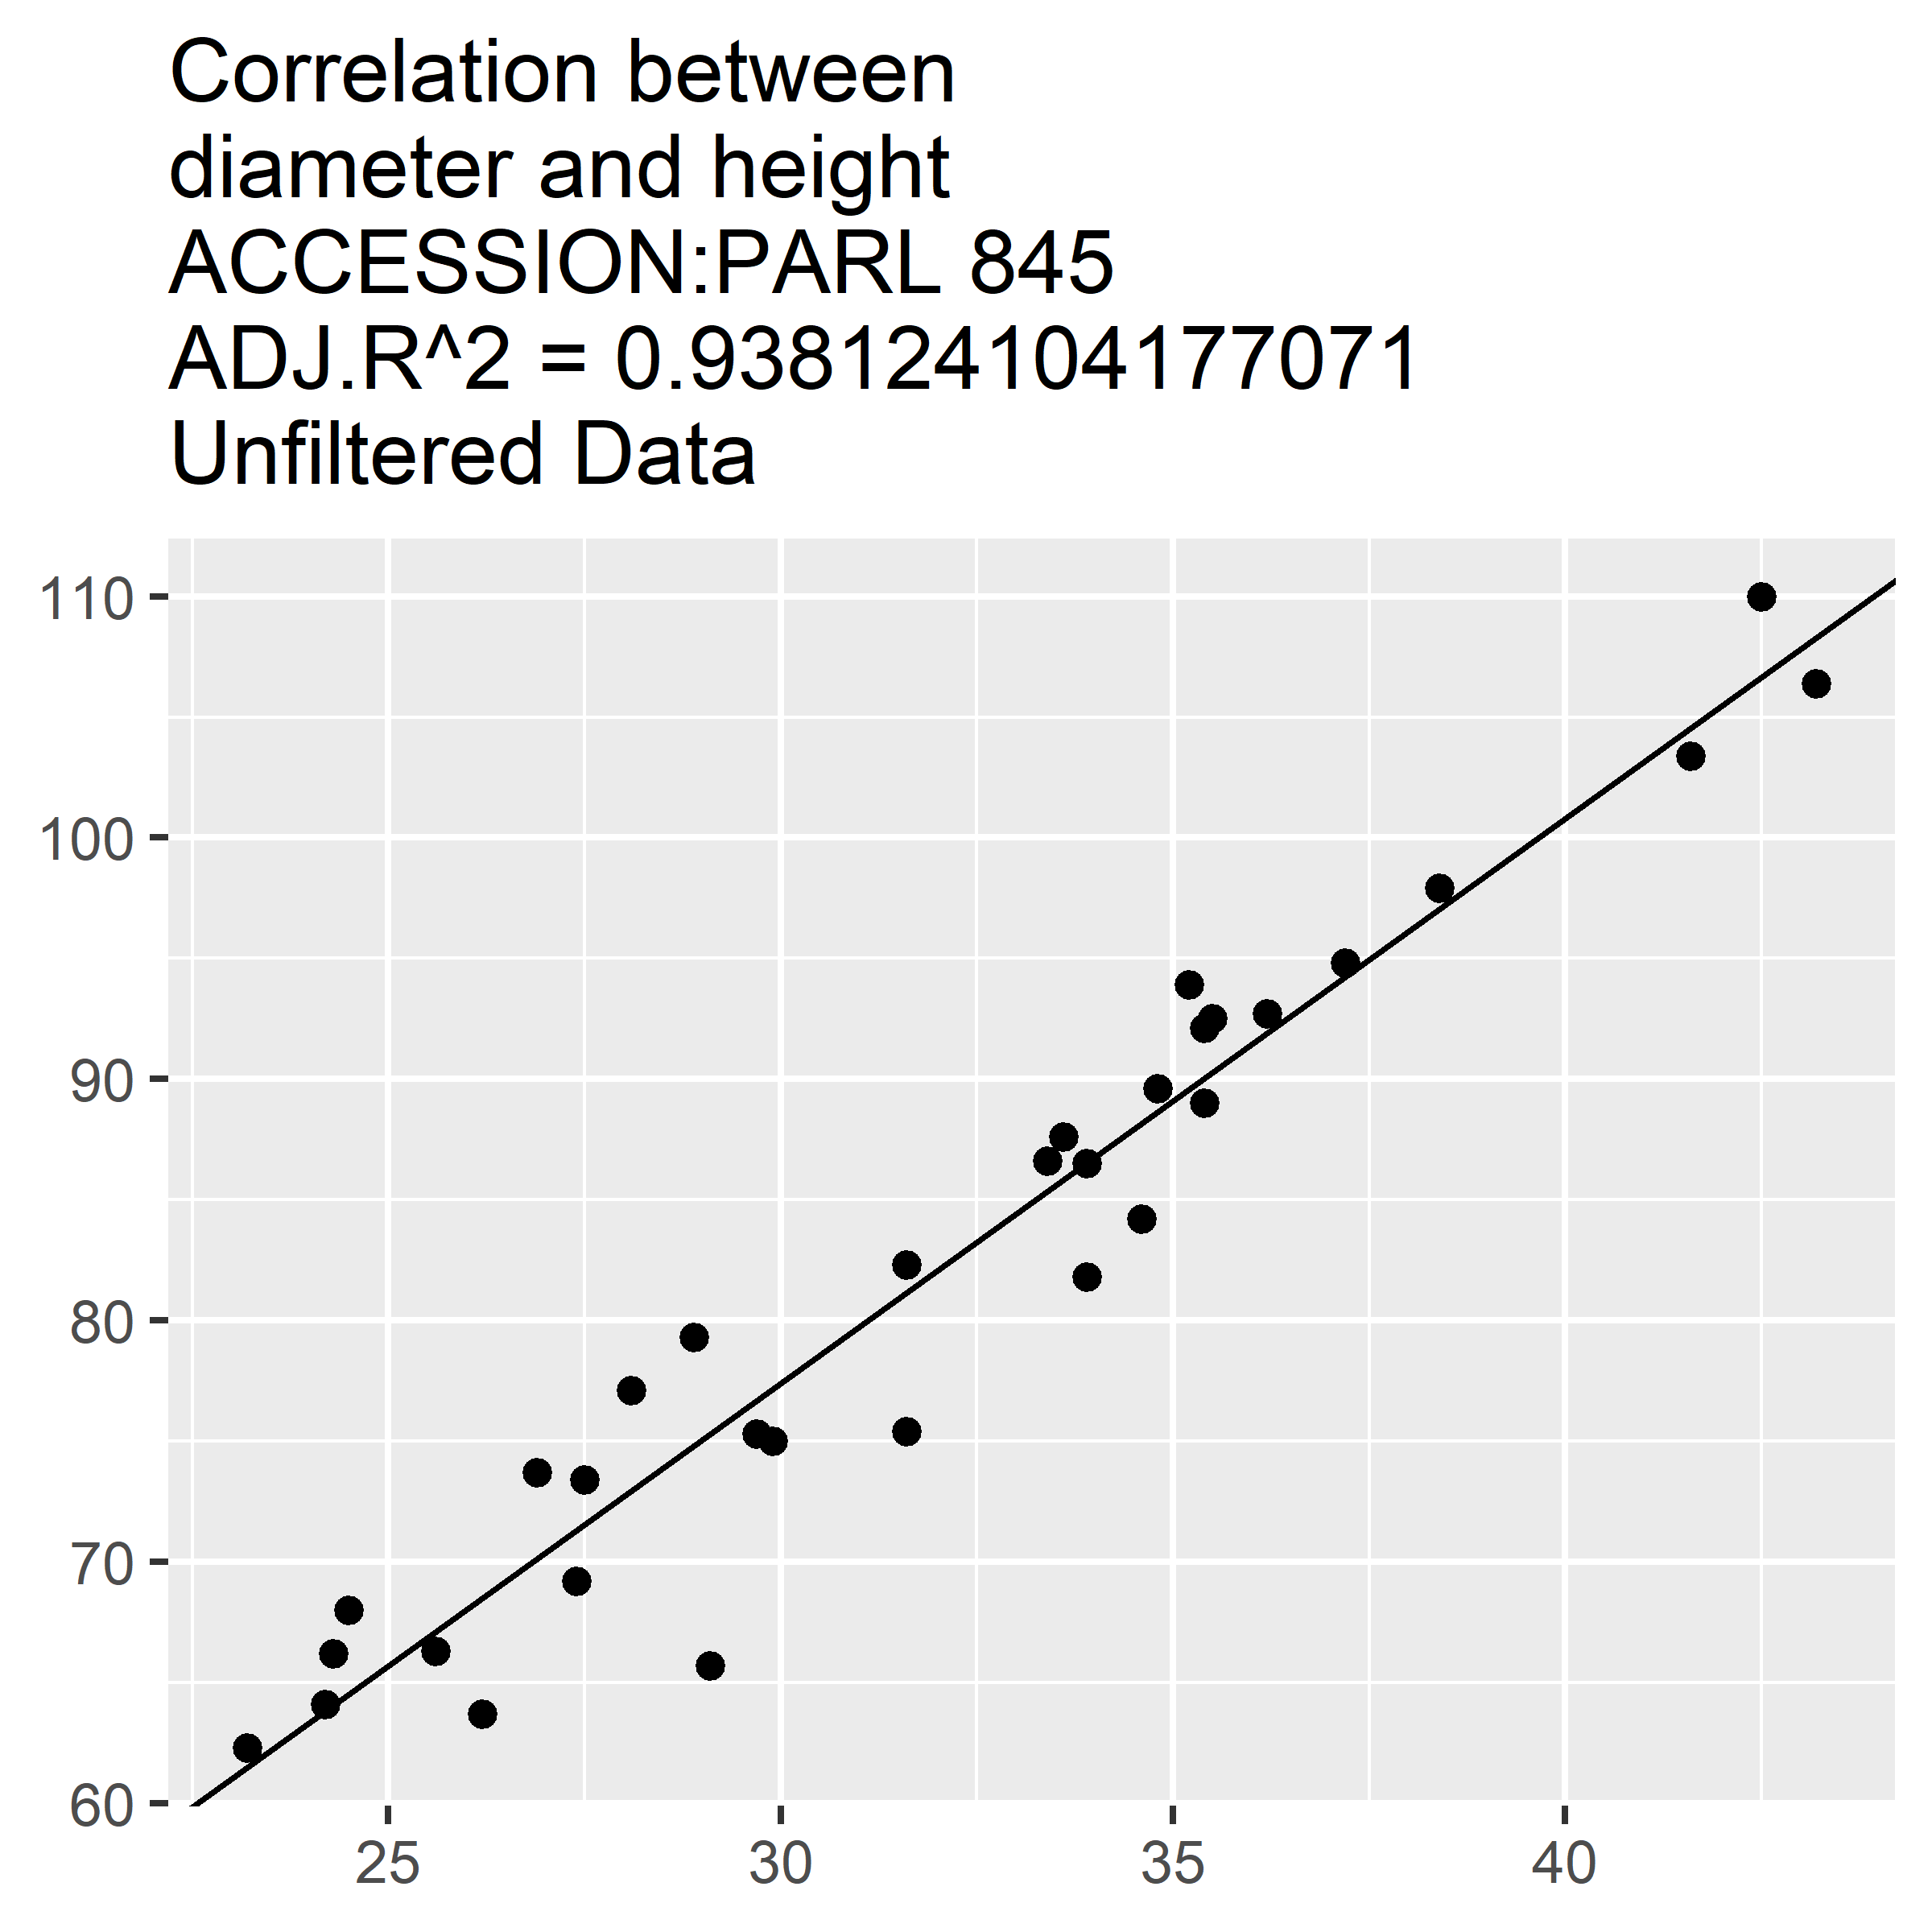 Correlation between
diameter and height
ACCESSION:PARL 845
ADJ.R^2 = 0.938124104177071
Unfiltered Data
110
100
90
80
70
60
25 30 35 40